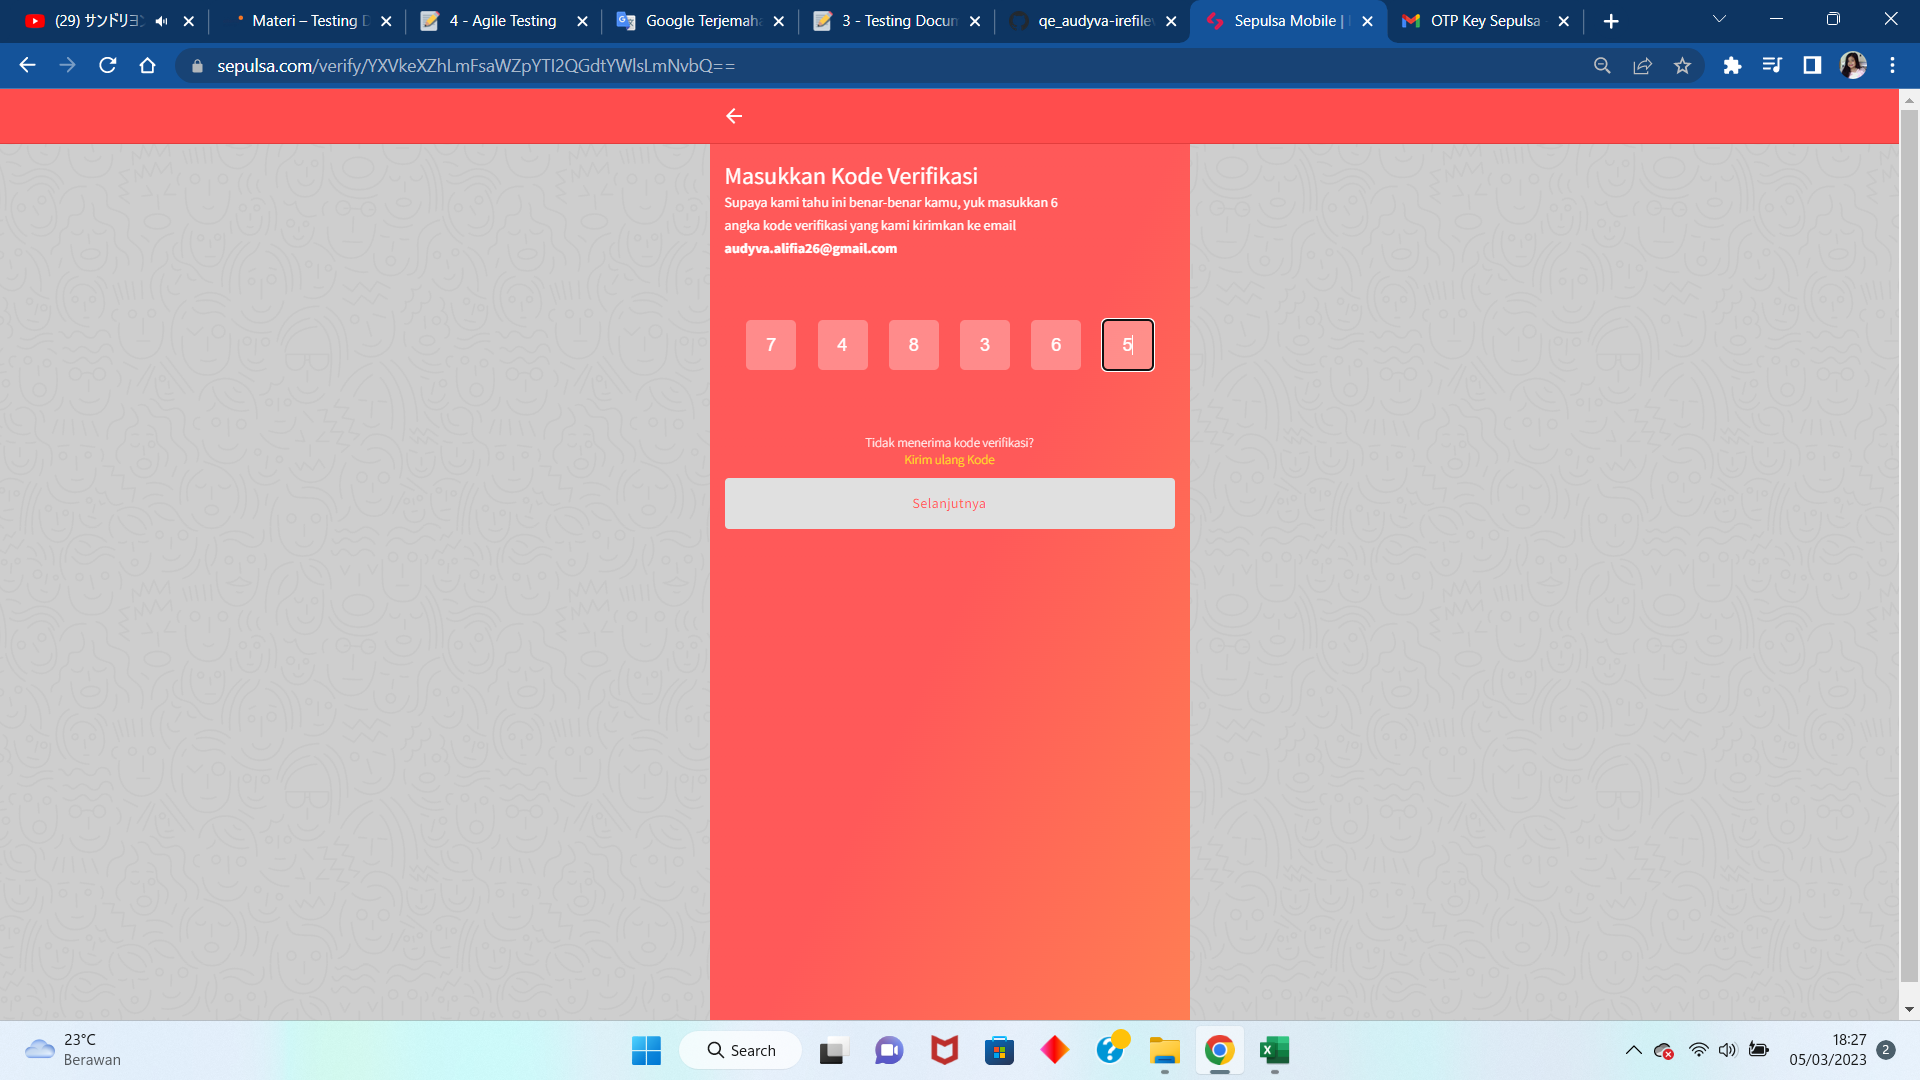 (29) サンドリヨン
Materi – Testing D
4 - Agile Testing
Google Terjemah
3 - Testing Docum
qe_audyva-irefilev
Sepulsa Mobile |
OTP Key Sepulsa
sepulsa.com/verify/YXVkeXZhLmFsaWZpYTI2QGdtYWlsLmNvbQ==
Masukkan Kode Verifikasi
Supaya kami tahu ini benar-benar kamu, yuk masukkan 6
angka kode verifikasi yang kami kirimkan ke email
audyva.alifia26@gmail.com
7 4 8 3 6 5
Tidak menerima kode verifikasi?
Kirim ulang Kode
Selanjutnya
23°C
Berawan
Search
18:27
05/03/2023
2